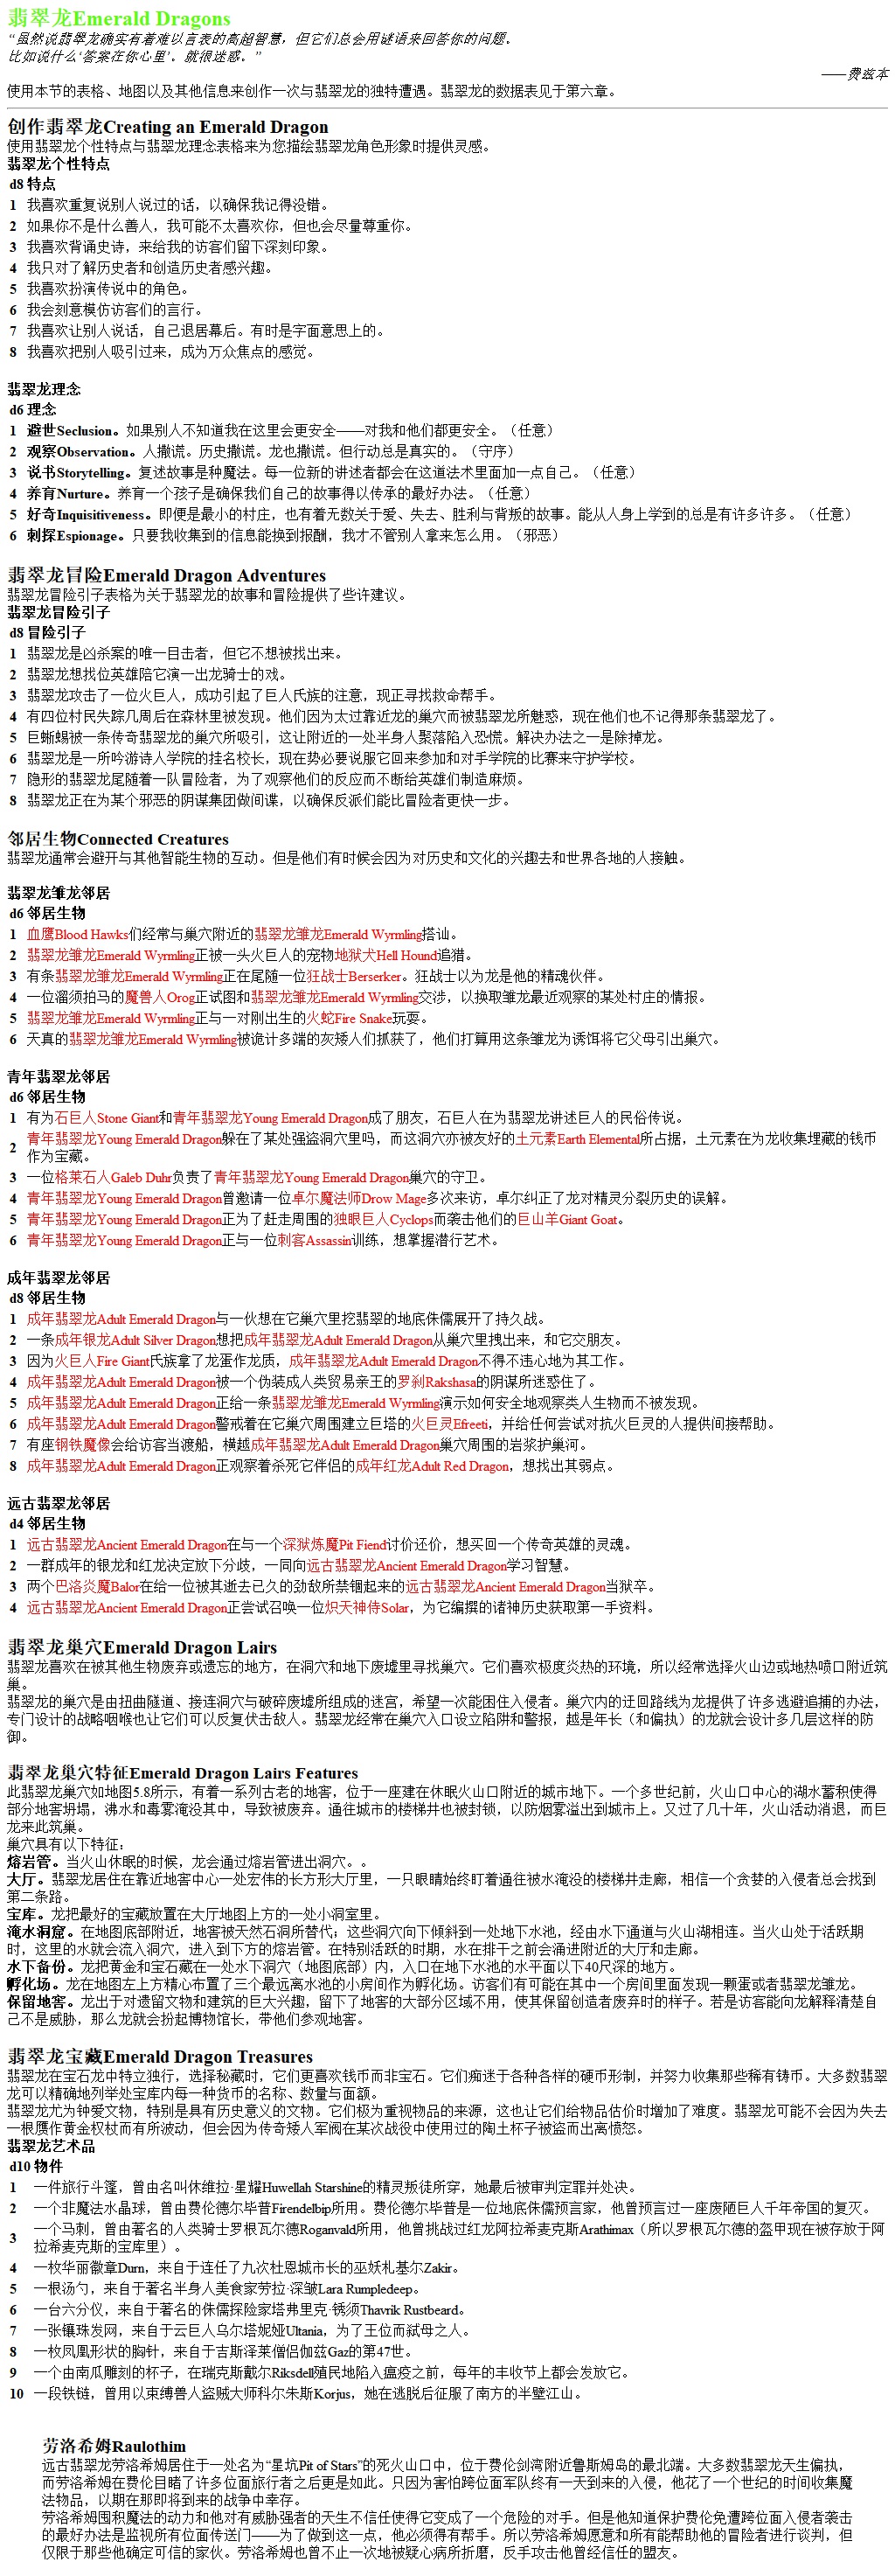 翡翠龙Emerald Dragons
“虽然说翡翠龙确实有着难以言表的高超智慧，但它们总会用谜语来回答你的问题。
比如说什么‘答案在你心里’。就很迷惑。”
——费兹本
使用本节的表格、地图以及其他信息来创作一次与翡翠龙的独特遭遇。翡翠龙的数据表见于第六章。
创作翡翠龙Creating an Emerald Dragon
使用翡翠龙个性特点与翡翠龙理念表格来为您描绘翡翠龙角色形象时提供灵感。
翡翠龙个性特点
d8 特点
1 我喜欢重复说别人说过的话，以确保我记得没错。
2 如果你不是什么善人，我可能不太喜欢你，但也会尽量尊重你。
3 我喜欢背诵史诗，来给我的访客们留下深刻印象。
4 我只对了解历史者和创造历史者感兴趣。
5 我喜欢扮演传说中的角色。
6 我会刻意模仿访客们的言行。
7 我喜欢让别人说话，自己退居幕后。有时是字面意思上的。
8 我喜欢把别人吸引过来，成为万众焦点的感觉。
翡翠龙理念
d6 理念
1 避世Seclusion。如果别人不知道我在这里会更安全——对我和他们都更安全。（任意）
2 观察Observation。人撒谎。历史撒谎。龙也撒谎。但行动总是真实的。（守序）
3 说书Storytelling。复述故事是种魔法。每一位新的讲述者都会在这道法术里面加一点自己。（任意）
4 养育Nurture。养育一个孩子是确保我们自己的故事得以传承的最好办法。（任意）
5 好奇Inquisitiveness。即便是最小的村庄，也有着无数关于爱、失去、胜利与背叛的故事。能从人身上学到的总是有许多许多。（任意）
6 刺探Espionage。只要我收集到的信息能换到报酬，我才不管别人拿来怎么用。（邪恶）
翡翠龙冒险Emerald Dragon Adventures
翡翠龙冒险引子表格为关于翡翠龙的故事和冒险提供了些许建议。
翡翠龙冒险引子
d8 冒险引子
1 翡翠龙是凶杀案的唯一目击者，但它不想被找出来。
2 翡翠龙想找位英雄陪它演一出龙骑士的戏。
3 翡翠龙攻击了一位火巨人，成功引起了巨人氏族的注意，现正寻找救命帮手。
4 有四位村民失踪几周后在森林里被发现。他们因为太过靠近龙的巢穴而被翡翠龙所魅惑，现在他们也不记得那条翡翠龙了。
5 巨蜥蜴被一条传奇翡翠龙的巢穴所吸引，这让附近的一处半身人聚落陷入恐慌。解决办法之一是除掉龙。
6 翡翠龙是一所吟游诗人学院的挂名校长，现在势必要说服它回来参加和对手学院的比赛来守护学校。
7 隐形的翡翠龙尾随着一队冒险者，为了观察他们的反应而不断给英雄们制造麻烦。
8 翡翠龙正在为某个邪恶的阴谋集团做间谍，以确保反派们能比冒险者更快一步。
邻居生物Connected Creatures
翡翠龙通常会避开与其他智能生物的互动。但是他们有时候会因为对历史和文化的兴趣去和世界各地的人接触。
翡翠龙雏龙邻居
d6 邻居生物
1 血鹰Blood Hawks们经常与巢穴附近的翡翠龙雏龙Emerald Wyrmling搭讪。
2 翡翠龙雏龙Emerald Wyrmling正被一头火巨人的宠物地狱犬Hell Hound追猎。
3 有条翡翠龙雏龙Emerald Wyrmling正在尾随一位狂战士Berserker。狂战士以为龙是他的精魂伙伴。
4 一位溜须拍马的魔兽人Orog正试图和翡翠龙雏龙Emerald Wyrmling交涉，以换取雏龙最近观察的某处村庄的情报。
5 翡翠龙雏龙Emerald Wyrmling正与一对刚出生的火蛇Fire Snake玩耍。
6 天真的翡翠龙雏龙Emerald Wyrmling被诡计多端的灰矮人们抓获了，他们打算用这条雏龙为诱饵将它父母引出巢穴。
青年翡翠龙邻居
d6 邻居生物
1 有为石巨人Stone Giant和青年翡翠龙Young Emerald Dragon成了朋友，石巨人在为翡翠龙讲述巨人的民俗传说。
2 青年翡翠龙Young Emerald Dragon躲在了某处强盗洞穴里吗，而这洞穴亦被友好的土元素Earth Elemental所占据，土元素在为龙收集埋藏的钱币
作为宝藏。
3 一位格莱石人Galeb Duhr负责了青年翡翠龙Young Emerald Dragon巢穴的守卫。
4 青年翡翠龙Young Emerald Dragon曾邀请一位卓尔魔法师Drow Mage多次来访，卓尔纠正了龙对精灵分裂历史的误解。
5 青年翡翠龙Young Emerald Dragon正为了赶走周围的独眼巨人Cyclops而袭击他们的巨山羊Giant Goat。
6 青年翡翠龙Young Emerald Dragon正与一位刺客Assassin训练，想掌握潜行艺术。
成年翡翠龙邻居
d8 邻居生物
1 成年翡翠龙Adult Emerald Dragon与一伙想在它巢穴里挖翡翠的地底侏儒展开了持久战。
2 一条成年银龙Adult Silver Dragon想把成年翡翠龙Adult Emerald Dragon从巢穴里拽出来，和它交朋友。
3 因为火巨人Fire Giant氏族拿了龙蛋作龙质，成年翡翠龙Adult Emerald Dragon不得不违心地为其工作。
4 成年翡翠龙Adult Emerald Dragon被一个伪装成人类贸易亲王的罗刹Rakshasa的阴谋所迷惑住了。
5 成年翡翠龙Adult Emerald Dragon正给一条翡翠龙雏龙Emerald Wyrmling演示如何安全地观察类人生物而不被发现。
6 成年翡翠龙Adult Emerald Dragon警戒着在它巢穴周围建立巨塔的火巨灵Efreeti，并给任何尝试对抗火巨灵的人提供间接帮助。
7 有座钢铁魔像会给访客当渡船，横越成年翡翠龙Adult Emerald Dragon巢穴周围的岩浆护巢河。
8 成年翡翠龙Adult Emerald Dragon正观察着杀死它伴侣的成年红龙Adult Red Dragon，想找出其弱点。
远古翡翠龙邻居
d4 邻居生物
1 远古翡翠龙Ancient Emerald Dragon在与一个深狱炼魔Pit Fiend讨价还价，想买回一个传奇英雄的灵魂。
2 一群成年的银龙和红龙决定放下分歧，一同向远古翡翠龙Ancient Emerald Dragon学习智慧。
3 两个巴洛炎魔Balor在给一位被其逝去已久的劲敌所禁锢起来的远古翡翠龙Ancient Emerald Dragon当狱卒。
4 远古翡翠龙Ancient Emerald Dragon正尝试召唤一位炽天神侍Solar，为它编撰的诸神历史获取第一手资料。
翡翠龙巢穴Emerald Dragon Lairs
翡翠龙喜欢在被其他生物废弃或遗忘的地方，在洞穴和地下废墟里寻找巢穴。它们喜欢极度炎热的环境，所以经常选择火山边或地热喷口附近筑
巢。
翡翠龙的巢穴是由扭曲隧道、接连洞穴与破碎废墟所组成的迷宫，希望一次能困住入侵者。巢穴内的迂回路线为龙提供了许多逃避追捕的办法，
专门设计的战略咽喉也让它们可以反复伏击敌人。翡翠龙经常在巢穴入口设立陷阱和警报，越是年长（和偏执）的龙就会设计多几层这样的防
御。
翡翠龙巢穴特征Emerald Dragon Lairs Features
此翡翠龙巢穴如地图5.8所示，有着一系列古老的地窖，位于一座建在休眠火山口附近的城市地下。一个多世纪前，火山口中心的湖水蓄积使得
部分地窖坍塌，沸水和毒雾淹没其中，导致被废弃。通往城市的楼梯井也被封锁，以防烟雾溢出到城市上。又过了几十年，火山活动消退，而巨
龙来此筑巢。
巢穴具有以下特征：
熔岩管。当火山休眠的时候，龙会通过熔岩管进出洞穴。。
大厅。翡翠龙居住在靠近地窖中心一处宏伟的长方形大厅里，一只眼睛始终盯着通往被水淹没的楼梯井走廊，相信一个贪婪的入侵者总会找到
第二条路。
宝库。龙把最好的宝藏放置在大厅地图上方的一处小洞室里。
淹水洞窟。在地图底部附近，地窖被天然石洞所替代；这些洞穴向下倾斜到一处地下水池，经由水下通道与火山湖相连。当火山处于活跃期
时，这里的水就会流入洞穴，进入到下方的熔岩管。在特别活跃的时期，水在排干之前会涌进附近的大厅和走廊。
水下备份。龙把黄金和宝石藏在一处水下洞穴（地图底部）内，入口在地下水池的水平面以下40尺深的地方。
孵化场。龙在地图左上方精心布置了三个最远离水池的小房间作为孵化场。访客们有可能在其中一个房间里面发现一颗蛋或者翡翠龙雏龙。
保留地窖。龙出于对遗留文物和建筑的巨大兴趣，留下了地窖的大部分区域不用，使其保留创造者废弃时的样子。若是访客能向龙解释清楚自
己不是威胁，那么龙就会扮起博物馆长，带他们参观地窖。
翡翠龙宝藏Emerald Dragon Treasures
翡翠龙在宝石龙中特立独行，选择秘藏时，它们更喜欢钱币而非宝石。它们痴迷于各种各样的硬币形制，并努力收集那些稀有铸币。大多数翡翠
龙可以精确地列举处宝库内每一种货币的名称、数量与面额。
翡翠龙尤为钟爱文物，特别是具有历史意义的文物。它们极为重视物品的来源，这也让它们给物品估价时增加了难度。翡翠龙可能不会因为失去
一根赝作黄金权杖而有所波动，但会因为传奇矮人军阀在某次战役中使用过的陶土杯子被盗而出离愤怒。
翡翠龙艺术品
d10 物件
1 一件旅行斗篷，曾由名叫休维拉·星耀Huwellah Starshine的精灵叛徒所穿，她最后被审判定罪并处决。
2 一个非魔法水晶球，曾由费伦德尔毕普Firendelbip所用。费伦德尔毕普是一位地底侏儒预言家，他曾预言过一座废陋巨人千年帝国的复灭。
3 一个马刺，曾由著名的人类骑士罗根瓦尔德Roganvald所用，他曾挑战过红龙阿拉希麦克斯Arathimax（所以罗根瓦尔德的盔甲现在被存放于阿
拉希麦克斯的宝库里）。
4 一枚华丽徽章Durn，来自于连任了九次杜恩城市长的巫妖札基尔Zakir。
5 一根汤勺，来自于著名半身人美食家劳拉·深皱Lara Rumpledeep。
6 一台六分仪，来自于著名的侏儒探险家塔弗里克·锈须Thavrik Rustbeard。
7 一张镶珠发网，来自于云巨人乌尔塔妮娅Ultania，为了王位而弑母之人。
8 一枚凤凰形状的胸针，来自于吉斯泽莱僧侣伽兹Gaz的第47世。
9 一个由南瓜雕刻的杯子，在瑞克斯戴尔Riksdell殖民地陷入瘟疫之前，每年的丰收节上都会发放它。
10 一段铁链，曾用以束缚兽人盗贼大师科尔朱斯Korjus，她在逃脱后征服了南方的半壁江山。
劳洛希姆Raulothim
远古翡翠龙劳洛希姆居住于一处名为“星坑Pit of Stars”的死火山口中，位于费伦剑湾附近鲁斯姆岛的最北端。大多数翡翠龙天生偏执，
而劳洛希姆在费伦目睹了许多位面旅行者之后更是如此。只因为害怕跨位面军队终有一天到来的入侵，他花了一个世纪的时间收集魔
法物品，以期在那即将到来的战争中幸存。
劳洛希姆囤积魔法的动力和他对有威胁强者的天生不信任使得它变成了一个危险的对手。但是他知道保护费伦免遭跨位面入侵者袭击
的最好办法是监视所有位面传送门——为了做到这一点，他必须得有帮手。所以劳洛希姆愿意和所有能帮助他的冒险者进行谈判，但
仅限于那些他确定可信的家伙。劳洛希姆也曾不止一次地被疑心病所折磨，反手攻击他曾经信任的盟友。